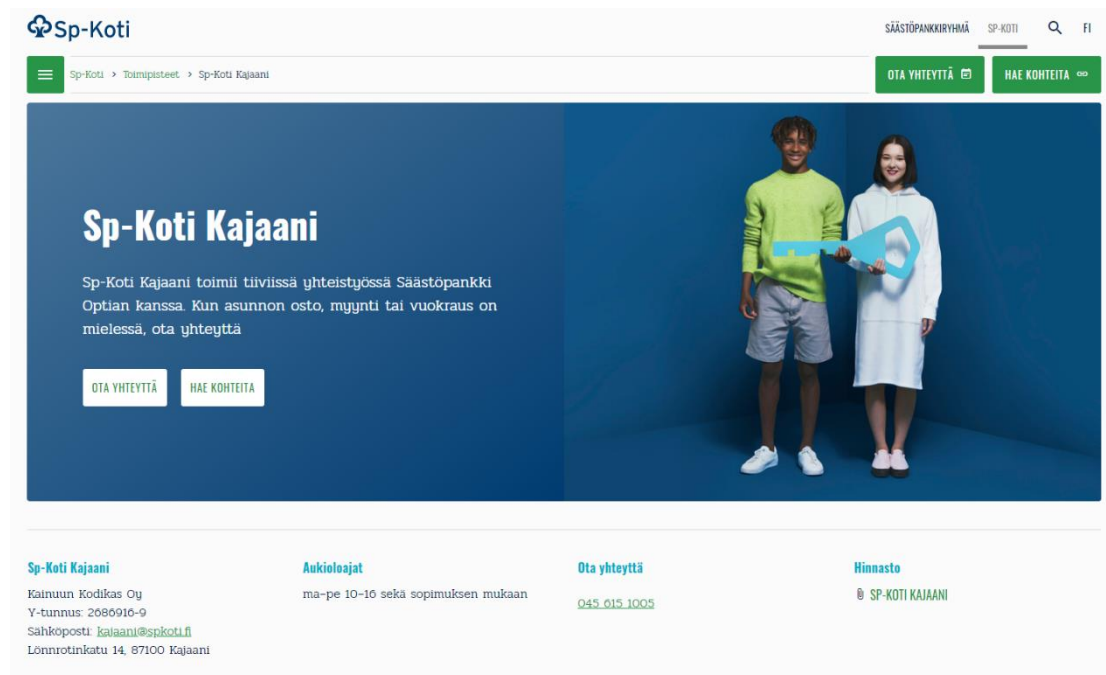 Sp-Koti
SÄÄSTÖPANKKIRYHMÄ SP-KOTI FI
Sp-Koti > Toimipisteet > Sp-Koti Kajaani
OTA YHTEYTTÄ HAE KOHTEITA
Sp-Koti Kajaani
Sp-Koti Kajaani toimii tiiviissä yhteistyössä Säästöpankki
Optian kanssa. Kun asunnon osto, myynti tai vuokraus on
mielessä, ota yhteyttä
OTA YHTEYTTÄ HAE KOHTEITA
Sp-Koti Kajaani
Kainuun Kodikas Oy
Y-tunnus: 2686916-9
Sähköposti: kajaani@spkoti.fi
Lönnrotinkatu 14, 87100 Kajaani
Aukioloajat
ma-pe 10-16 sekä sopimuksen mukaan
Ota yhteyttä
045 615 1005
Hinnasto
SP-KOTI KAJAANI